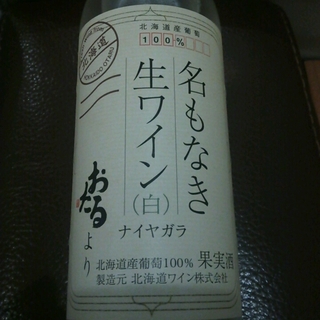 北海道産葡萄
100%
北海道
HOKKAIDO OTARU
名もなき
生ワイン
(白)
ナイヤガラ
おたる
より
北海道産葡萄100% 果実酒
製造元 北海道ワイン株式会社